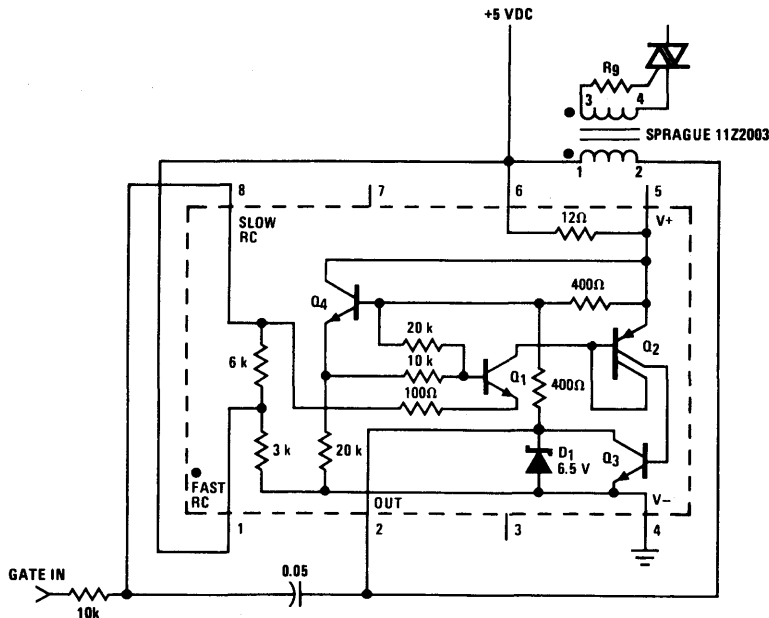 +5 VDC
R9
3
4
SPRAGUE 11Z2003
1
2
8
7
6
5
SLOW
RC
12Ω
V+
Q4
400Ω
20 k
Q2
6 k
10 k
Q1
400Ω
100Ω
3 k
20 k
D1
6.5 V
Q3
FAST
RC
OUT
V−
1
2
3
4
GATE IN
0.05
10k